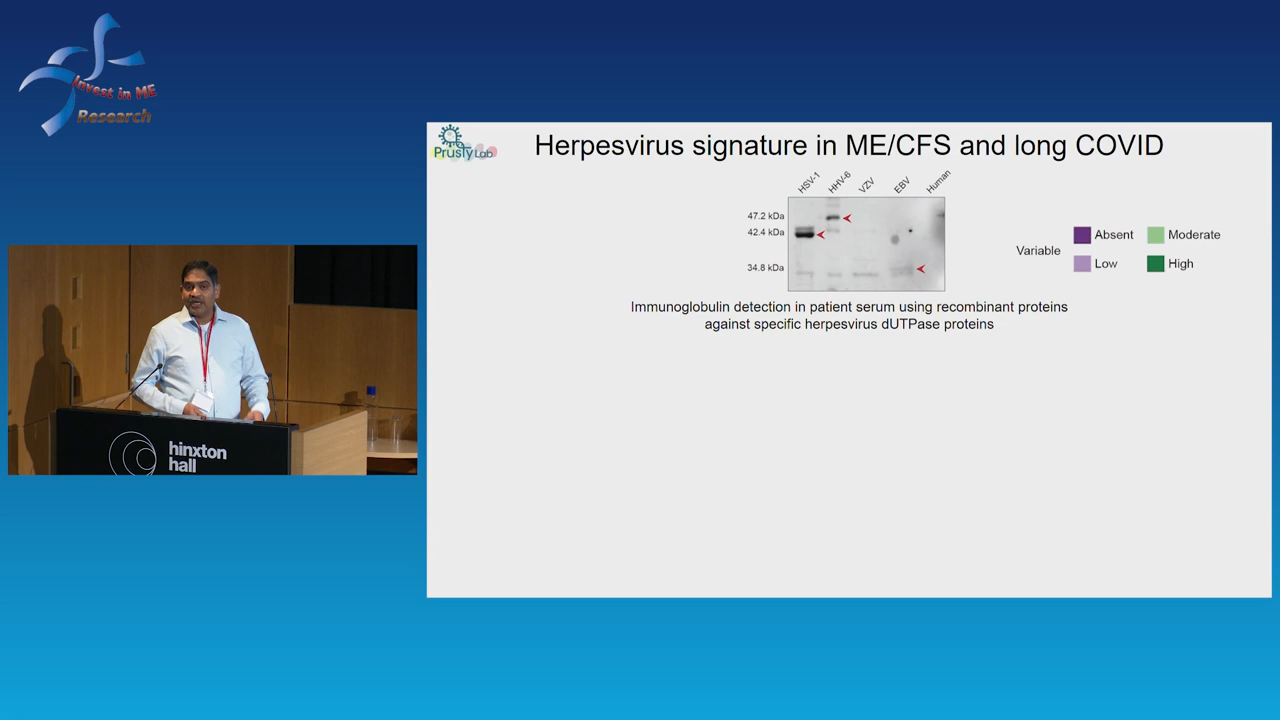 Invest in ME
Research
Prusty Lab
Herpesvirus signature in ME/CFS and long COVID
HSV-1
HHV-6
VZV
EBV
Human
47.2 kDa
42.4 kDa
34.8 kDa
Variable
Absent
Moderate
Low
High
Immunoglobulin detection in patient serum using recombinant proteins
against specific herpesvirus dUTPase proteins
hinxton
hall